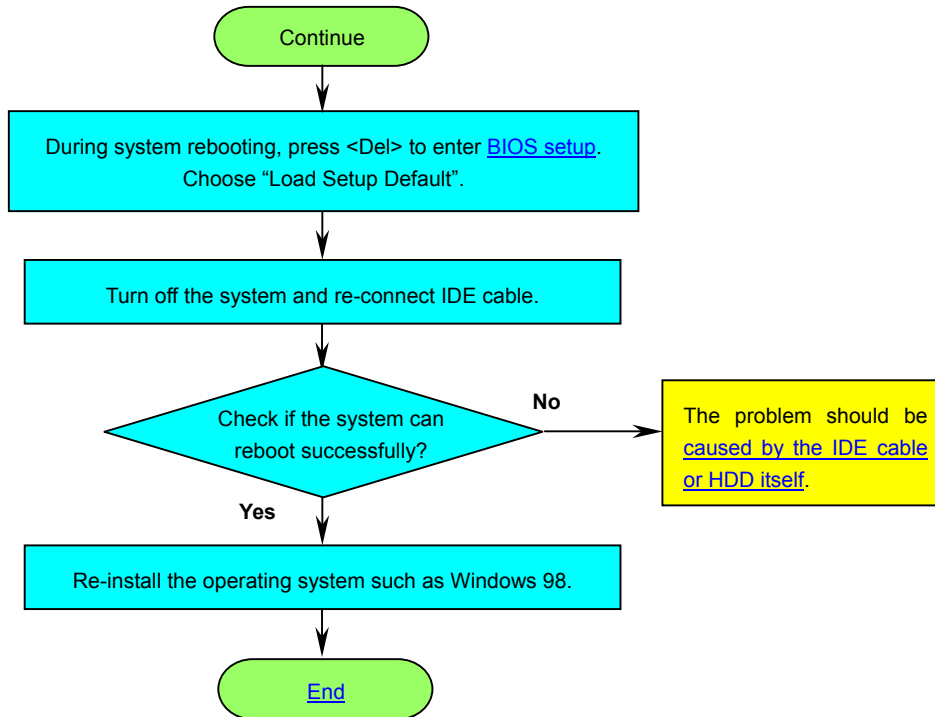 Continue
During system rebooting, press <Del> to enter BIOS setup.
Choose “Load Setup Default”.
Turn off the system and re-connect IDE cable.
Check if the system can
reboot successfully?
No
The problem should be
caused by the IDE cable
or HDD itself.
Yes
Re-install the operating system such as Windows 98.
End